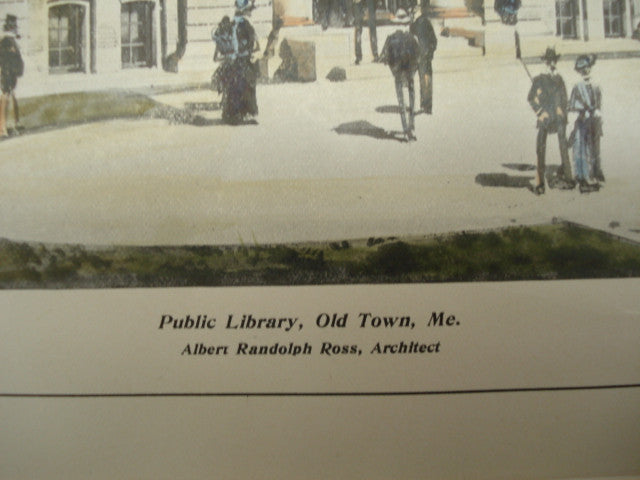 Public Library, Old Town, Me.
Albert Randolph Ross, Architect